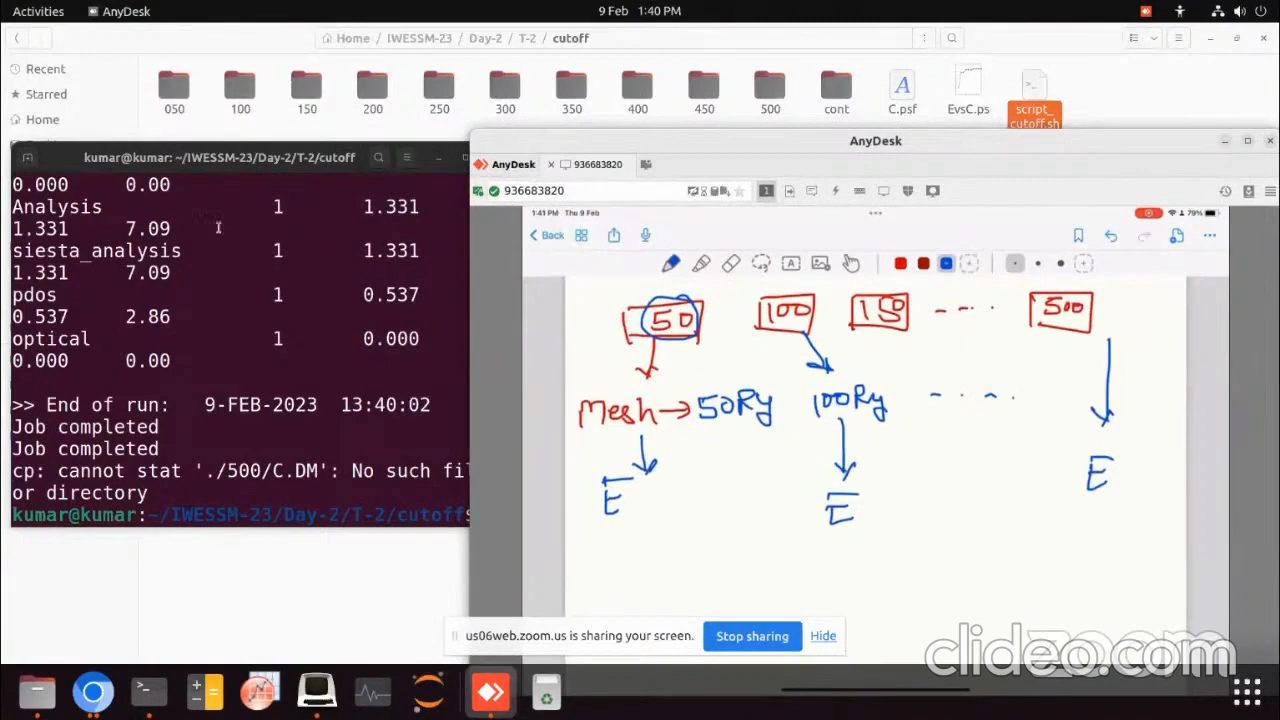 Activities AnyDesk 9 Feb 1:40 PM
Home / IWESSM-23 / Day-2 / T-2 / cutoff
Recent
Starred
Home
050 100 150 200 250 300 350 400 450 500 cont C.psf EvsC.ps script_cutoff.sh
kumar@kumar: ~/IWESSM-23/Day-2/T-2/cutoff
0.000 0.00
Analysis 1 1.331
1.331 7.09
siesta_analysis 1 1.331
1.331 7.09
pdos 1 0.537
0.537 2.86
optical 1 0.000
0.000 0.00
>> End of run: 9-FEB-2023 13:40:02
Job completed
Job completed
cp: cannot stat './500/C.DM': No such fil
or directory
kumar@kumar:~/IWESSM-23/Day-2/T-2/cutoff$
AnyDesk
AnyDesk 936683820
936683820
1:41 PM Thu 9 Feb 79%
Back
50 100 150 --- 500
Mesh → 50Ry 100Ry - . - .
E E E
us06web.zoom.us is sharing your screen. Stop sharing Hide
zoom
clideo.com